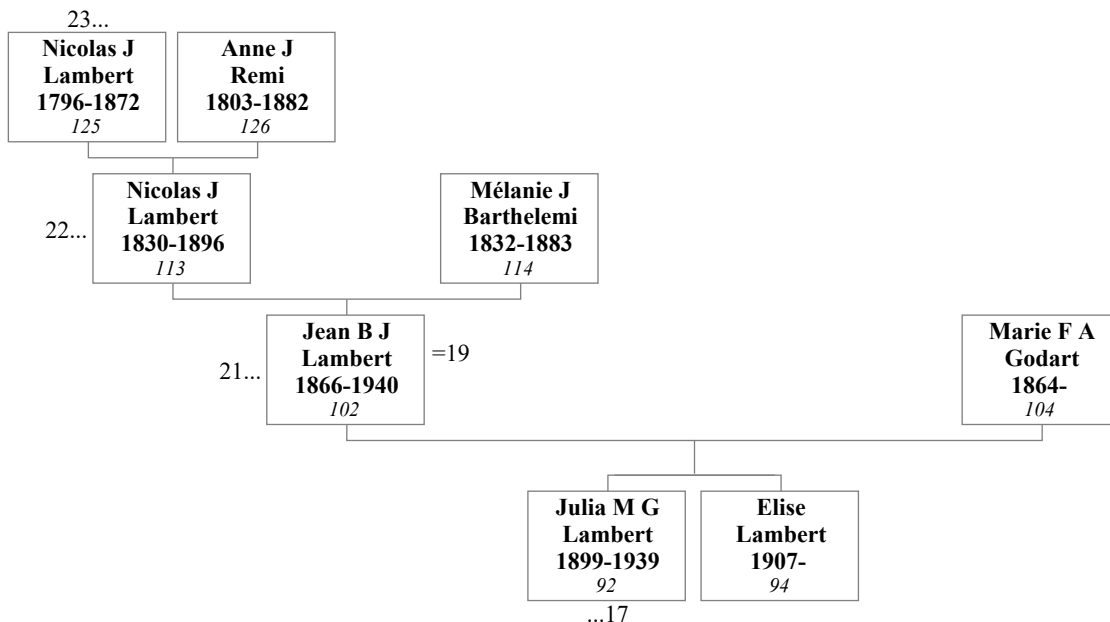 23...
Nicolas J
Lambert
1796-1872
125
Anne J
Remi
1803-1882
126
22...
Nicolas J
Lambert
1830-1896
113
Mélanie J
Barthelemi
1832-1883
114
21...
Jean B J
Lambert
1866-1940
102
=19
Marie F A
Godart
1864-
104
Julia M G
Lambert
1899-1939
92
...17
Elise
Lambert
1907-
94